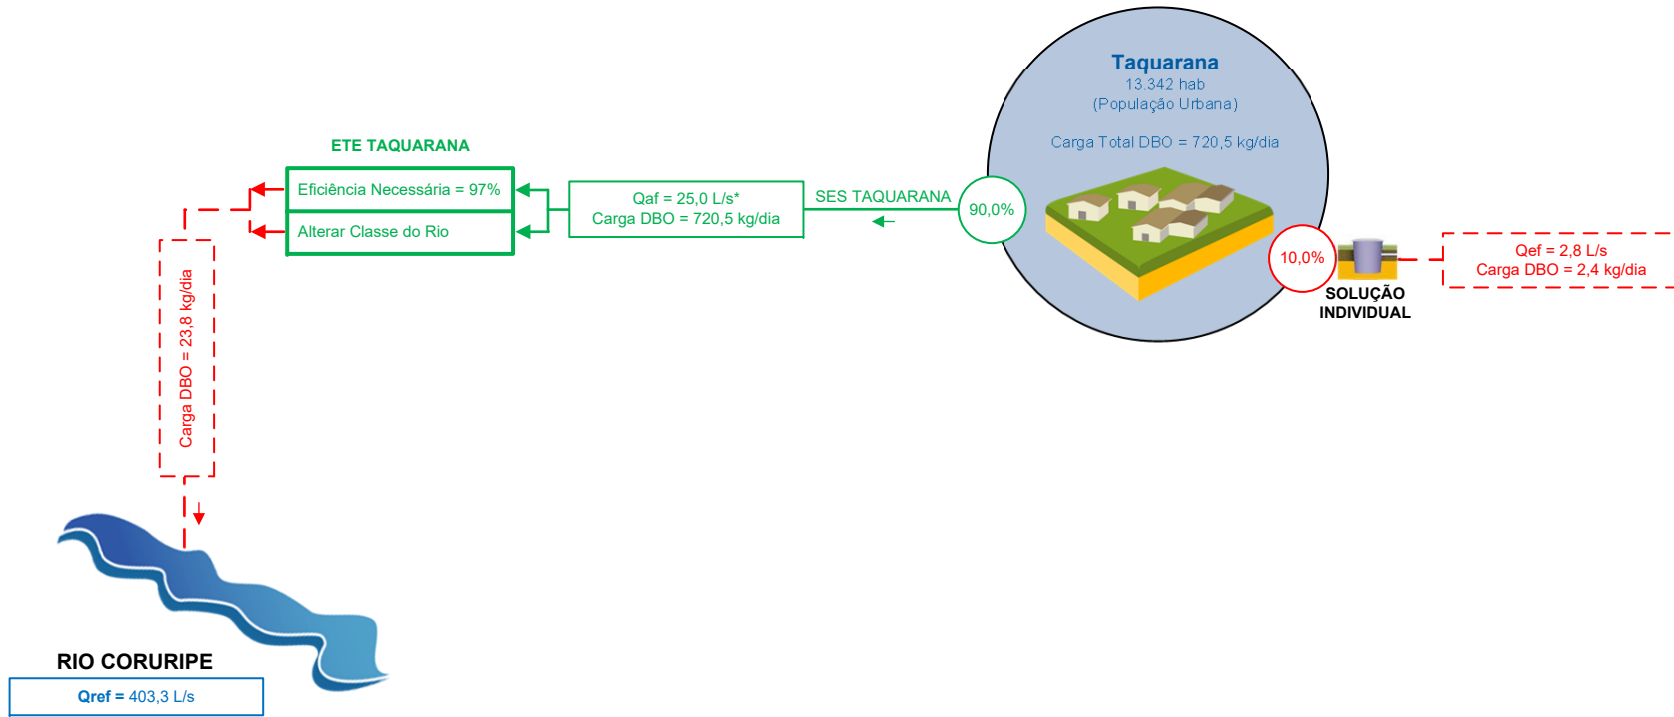 Taquarana
13.342 hab
(População Urbana)
Carga Total DBO = 720,5 kg/dia
ETE TAQUARANA
Eficiência Necessária = 97%
Alterar Classe do Rio
Qaf = 25,0 L/s*
Carga DBO = 720,5 kg/dia
SES TAQUARANA
90,0%
10,0%
SOLUÇÃO
INDIVIDUAL
Qef = 2,8 L/s
Carga DBO = 2,4 kg/dia
Carga DBO = 23,8 kg/dia
RIO CORURIPE
Qref = 403,3 L/s